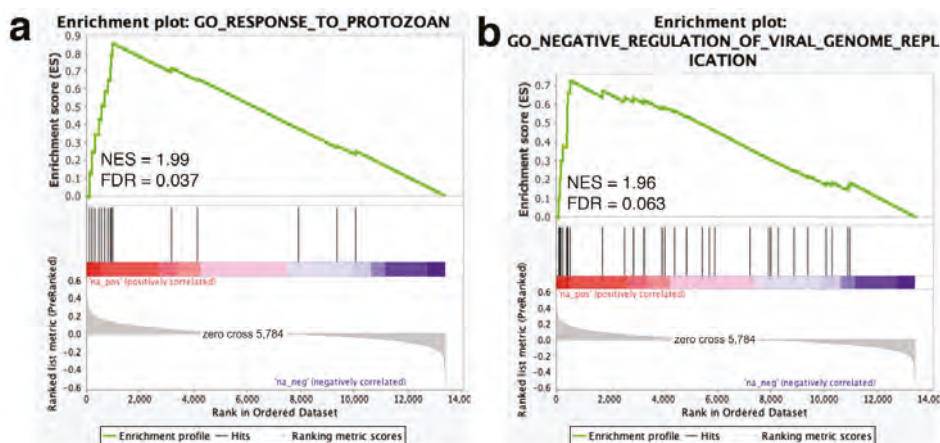 a
Enrichment plot: GO_RESPONSE_TO_PROTOZOAN
Enrichment score (ES)
0.9
0.8
0.7
0.6
0.5
0.4
0.3
0.2
0.1
0.0
NES = 1.99
FDR = 0.037
'na_pos' (positively correlated)
Ranked list metric (PreRanked)
0.6
0.4
0.2
0.0
-0.2
-0.4
-0.6
zero cross 5,784
'na_neg' (negatively correlated)
0 2,000 4,000 6,000 8,000 10,000 12,000 14,00
Rank in Ordered Dataset
Enrichment profile Hits Ranking metric scores
b
Enrichment plot:
GO_NEGATIVE_REGULATION_OF_VIRAL_GENOME_REPL
ICATION
Enrichment score (ES)
0.7
0.6
0.5
0.4
0.3
0.2
0.1
0.0
NES = 1.96
FDR = 0.063
'na_pos' (positively correlated)
Ranked list metric (PreRanked)
0.6
0.4
0.2
0.0
-0.2
-0.4
-0.6
zero cross 5,784
'na_neg' (negatively correlated)
0 2,000 4,000 6,000 8,000 10,000 12,000 14,00
Rank in Ordered Dataset
Enrichment profile Hits Ranking metric scores